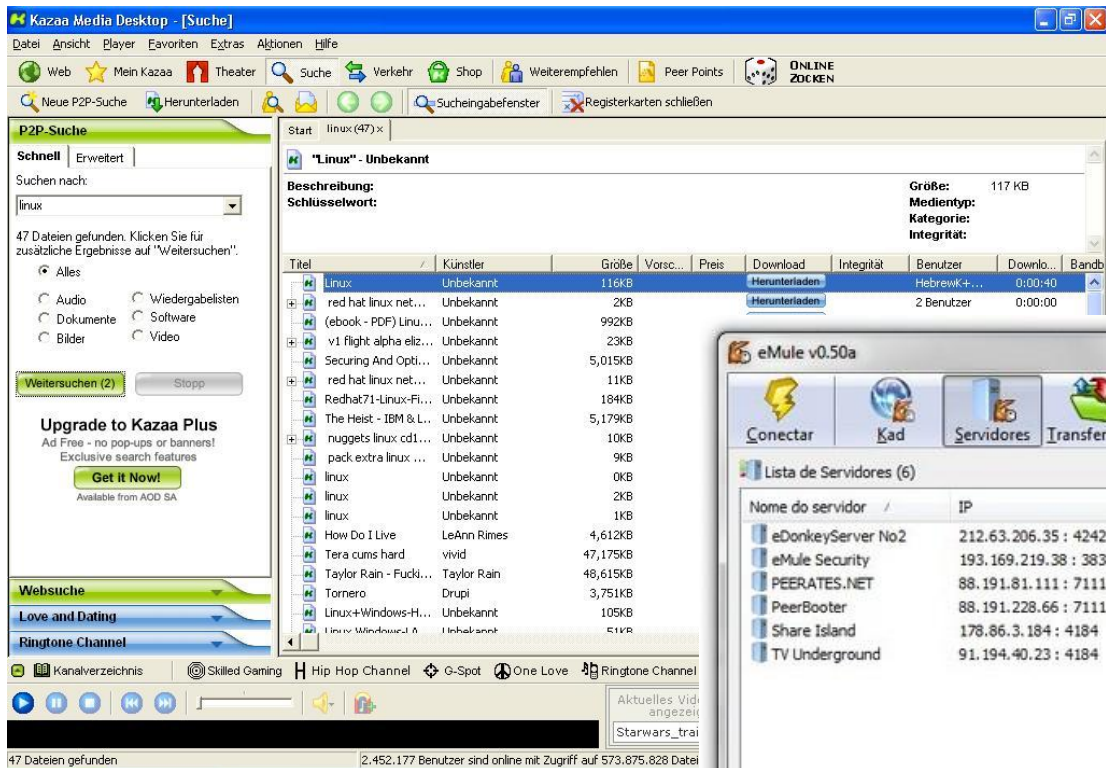 Kazaa Media Desktop - [Suche]
Datei Ansicht Player Favoriten Extras Aktionen Hilfe
Web Mein Kazaa Theater Suche Verkehr Shop Weiterempfehlen Peer Points ONLINE ZOCKEN
Neue P2P-Suche Herunterladen Sucheingabefenster Registerkarten schließen
P2P-Suche
Schnell Erweitert
Suchen nach:
linux
47 Dateien gefunden. Klicken Sie für
zusätzliche Ergebnisse auf "Weitersuchen".
Alles
Audio Wiedergabelisten
Dokumente Software
Bilder Video
Weitersuchen (2) Stopp
Upgrade to Kazaa Plus
Ad Free - no pop-ups or banners!
Exclusive search features
Get it Now!
Available from AOD SA
Websuche
Love and Dating
Ringtone Channel
Start linux (47) x
"Linux" - Unbekannt
Beschreibung: Größe: 117 KB
Schlüsselwort: Medientyp:
Kategorie:
Integrität:
Titel / Künstler Größe Vorsc... Preis Download Integrität Benutzer Downlo... Bandb
Linux Unbekannt 116KB Herunterladen HebrewK+... 0:00:40
red hat linux net... Unbekannt 2KB Herunterladen 2 Benutzer 0:00:00
(ebook - PDF) Linu... Unbekannt 992KB
v1 flight alpha eliz... Unbekannt 23KB
Securing And Opti... Unbekannt 5,015KB
red hat linux net... Unbekannt 11KB
Redhat71-Linux-Fi... Unbekannt 184KB
The Heist - IBM & L... Unbekannt 5,179KB
nuggets linux cd1... Unbekannt 10KB
pack extra linux ... Unbekannt 9KB
linux Unbekannt 0KB
linux Unbekannt 2KB
linux Unbekannt 1KB
How Do I Live LeAnn Rimes 4,612KB
Tera cums hard vivid 47,175KB
Taylor Rain - Fucki... Taylor Rain 48,615KB
Tornero Drupi 3,751KB
Linux+Windows-H... Unbekannt 105KB
Linux Windows-LA Unbekannt 51KB
Kanalverzeichnis Skilled Gaming Hip Hop Channel G-Spot One Love Ringtone Channel
Aktuelles Vid
angezeig
Starwars_trai
47 Dateien gefunden 2.452.177 Benutzer sind online mit Zugriff auf 573.875.828 Datei
eMule v0.50a
Conectar Kad Servidores Transfer
Lista de Servidores (6)
Nome do servidor / IP
eDonkeyServer No2 212.63.206.35 : 4242
eMule Security 193.169.219.38 : 383
PEERATES.NET 88.191.81.111 : 7111
PeerBooter 88.191.228.66 : 7111
Share Island 178.86.3.184 : 4184
TV Underground 91.194.40.23 : 4184